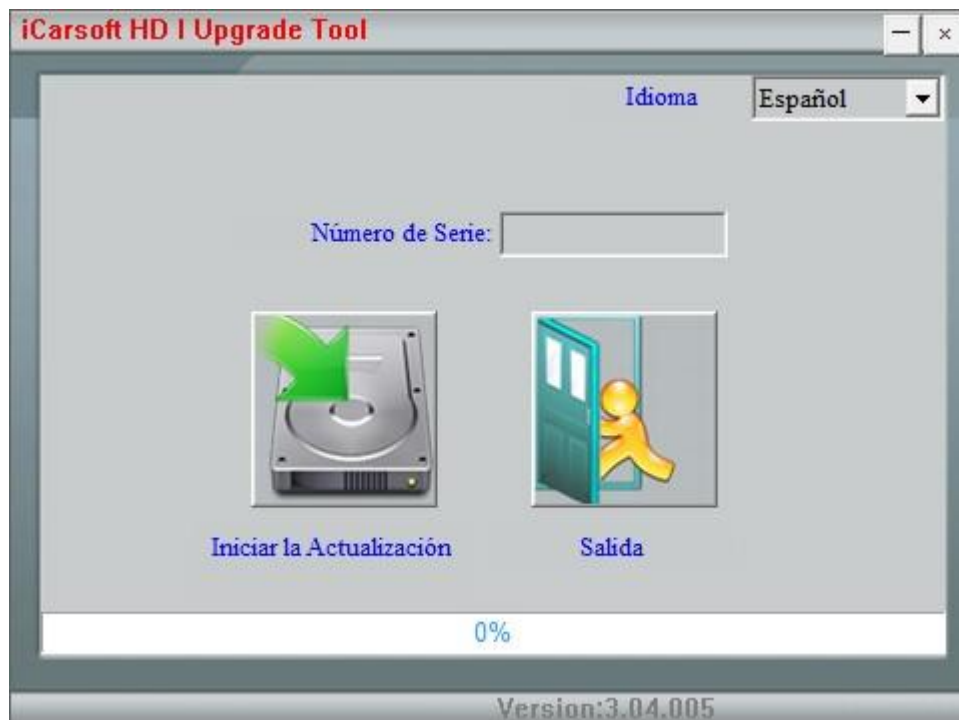 iCarsoft HD I Upgrade Tool
Idioma
Español
Número de Serie:
Iniciar la Actualización
Salida
0%
Version:3.04.005